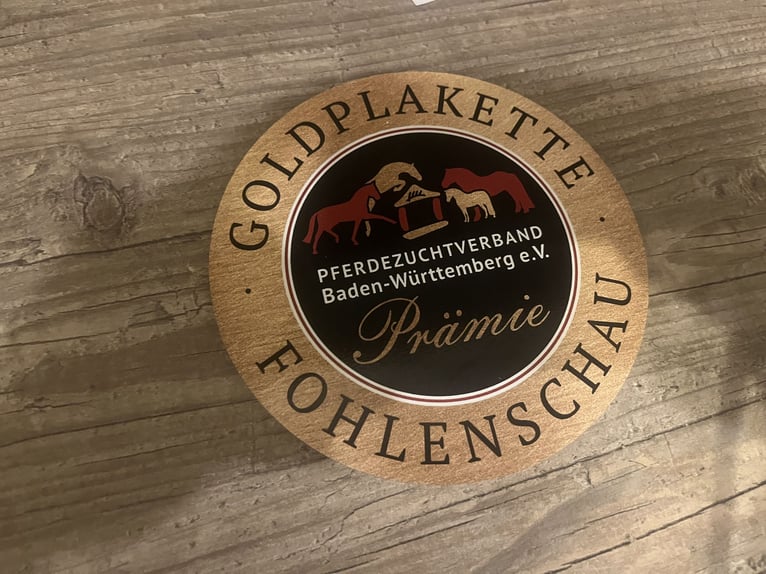 GOLDPLAKETTE
PFERDEZUCHTVERBAND
Baden-Württemberg e.V.
Prämie
FOHLENSCHAU